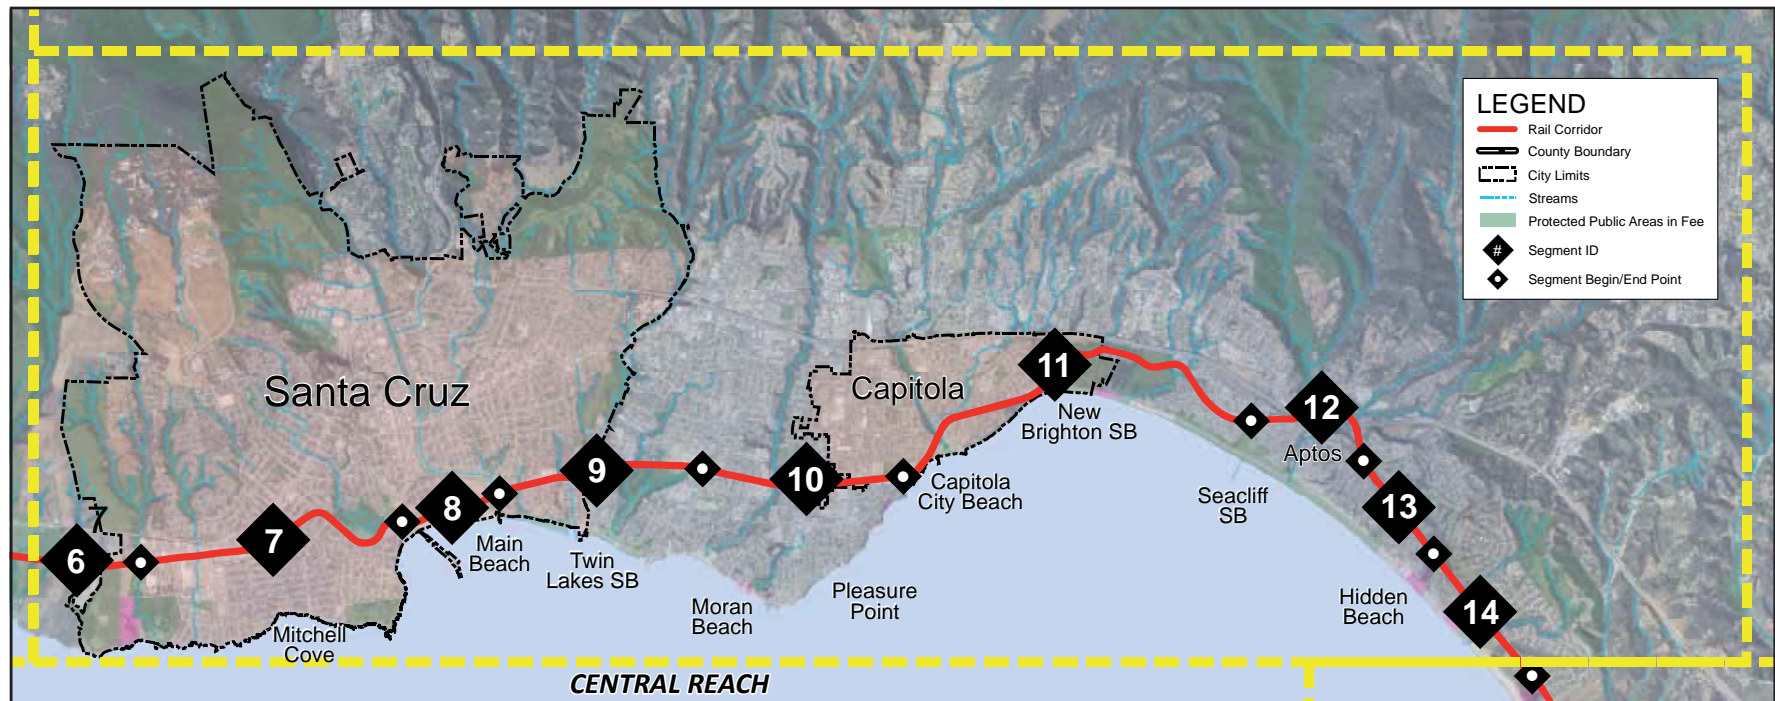 LEGEND
Rail Corridor
County Boundary
City Limits
Streams
Protected Public Areas in Fee
#
Segment ID
Segment Begin/End Point
Santa Cruz
Capitola
11
New
Brighton SB
12
Aptos
9
10
Capitola
City Beach
Seacliff
SB
13
8
7
6
Main
Beach
Twin
Lakes SB
Moran
Beach
Pleasure
Point
Hidden
Beach
14
Mitchell
Cove
CENTRAL REACH